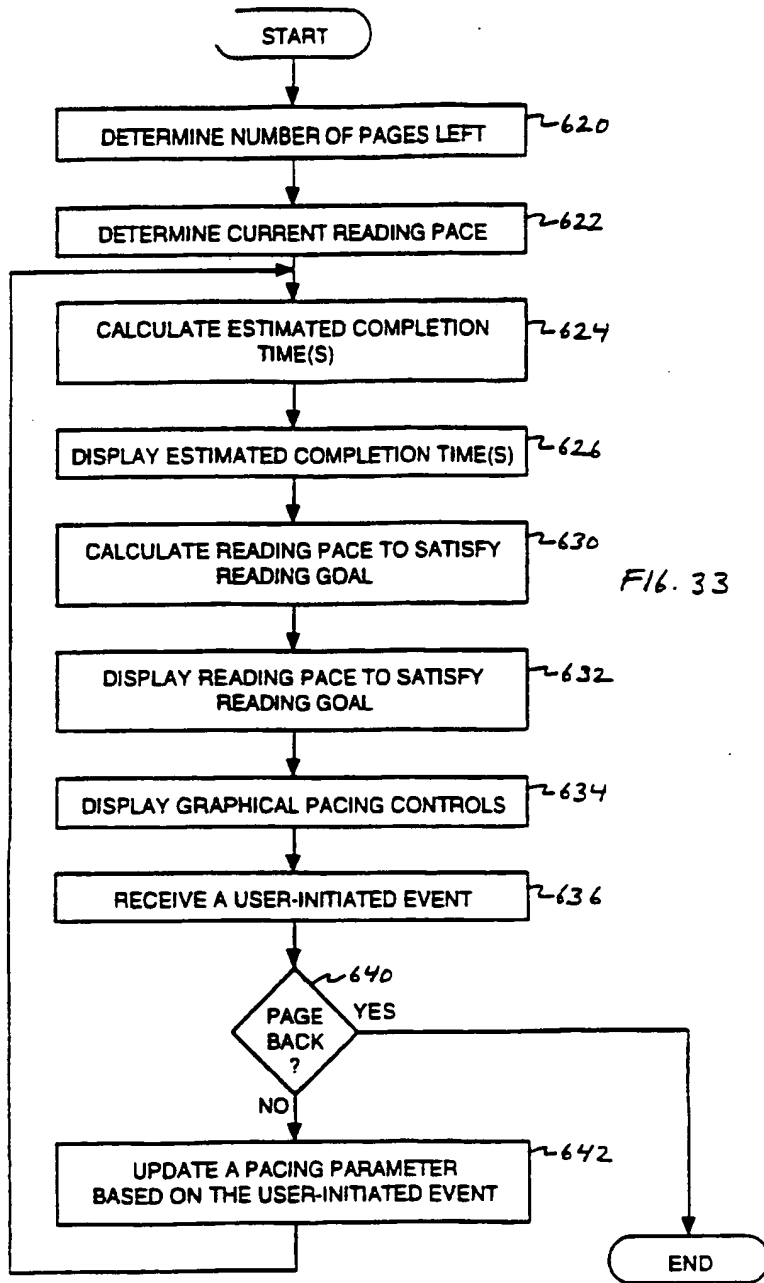 START
DETERMINE NUMBER OF PAGES LEFT
620
DETERMINE CURRENT READING PACE
622
CALCULATE ESTIMATED COMPLETION
TIME(S)
624
DISPLAY ESTIMATED COMPLETION TIME(S)
626
CALCULATE READING PACE TO SATISFY
READING GOAL
630
FIG. 33
DISPLAY READING PACE TO SATISFY
READING GOAL
632
DISPLAY GRAPHICAL PACING CONTROLS
634
RECEIVE A USER-INITIATED EVENT
636
640
PAGE
BACK
?
YES
NO
UPDATE A PACING PARAMETER
BASED ON THE USER-INITIATED EVENT
642
END